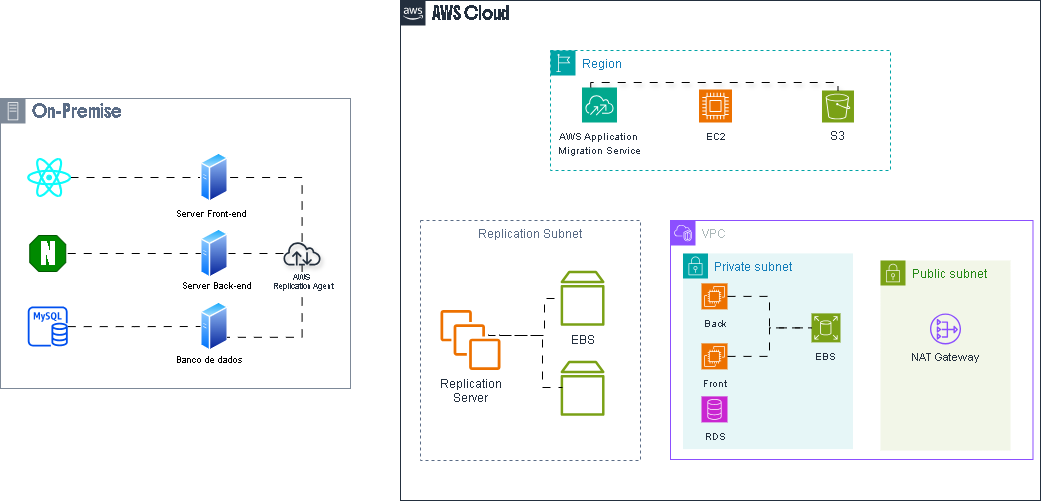 aws
AWS Cloud
Region
AWS Application
Migration Service
EC2
S3
On-Premise
Server Front-end
N
Server Back-end
AWS
Replication Agent
MySQL
Banco de dados
Replication Subnet
EBS
Replication
Server
VPC
Private subnet
Back
Front
RDS
EBS
Public subnet
NAT Gateway